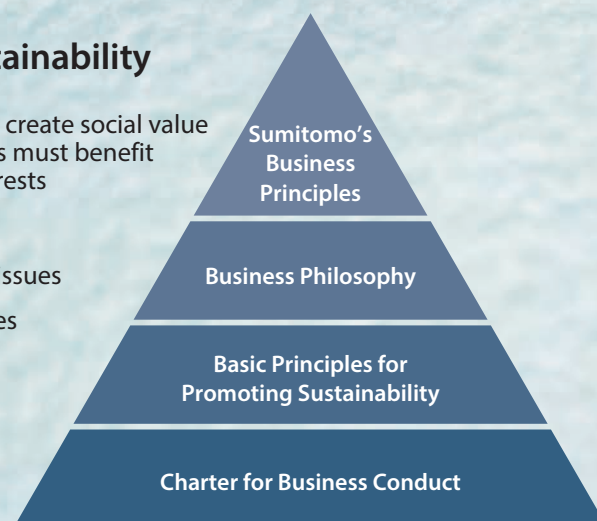 tainability
create social value
s must benefit
rests
ssues
es
Sumitomo's
Business
Principles
Business Philosophy
Basic Principles for
Promoting Sustainability
Charter for Business Conduct